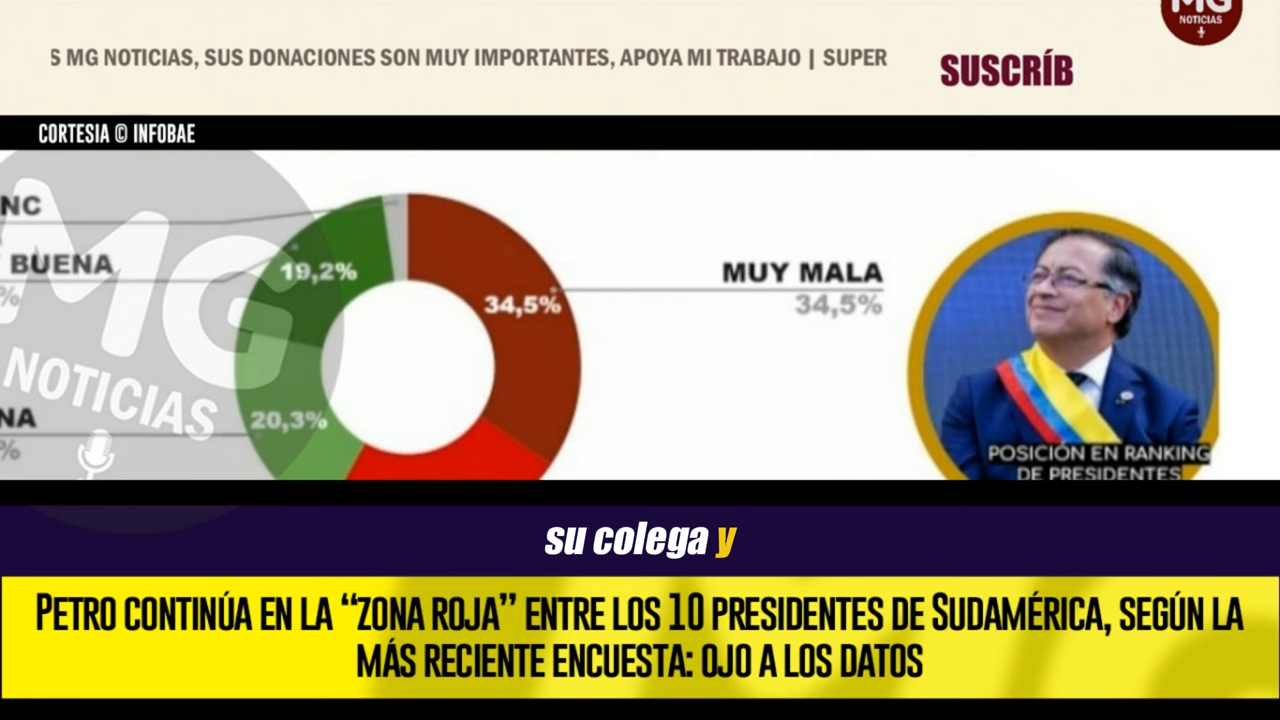 MG
NOTICIAS
S MG NOTICIAS, SUS DONACIONES SON MUY IMPORTANTES, APOYA MI TRABAJO | SUPER
SUSCRÍB
CORTESIA © INFOBAE
NC
BUENA
%
19,2%
34,5%
MUY MALA
34,5%
MG
NOTICIAS
NA
%
20,3%
POSICIÓN EN RANKING
DE PRESIDENTES
su colega y
PETRO CONTINÚA EN LA “ZONA ROJA” ENTRE LOS 10 PRESIDENTES DE SUDAMÉRICA, SEGÚN LA
MÁS RECIENTE ENCUESTA: OJO A LOS DATOS